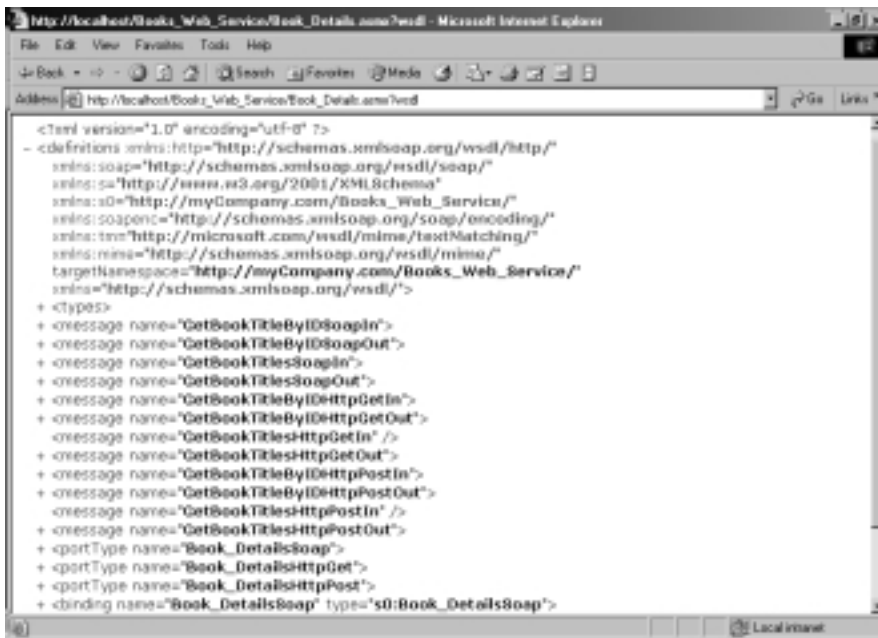 http://localhost/Books_Web_Service/Book_Details.asmx?wsdl - Microsoft Internet Explorer
File Edit View Favorites Tools Help
Back Search Favorites Media
Address http://localhost/Books_Web_Service/Book_Details.asmx?wsdl Go Links
<?xml version="1.0" encoding="utf-8" ?>
- <definitions xmlns:http="http://schemas.xmlsoap.org/wsdl/http/"
xmlns:soap="http://schemas.xmlsoap.org/wsdl/soap/"
xmlns:s="http://www.w3.org/2001/XMLSchema"
xmlns:s0="http://myCompany.com/Books_Web_Service/"
xmlns:soapenc="http://schemas.xmlsoap.org/soap/encoding/"
xmlns:tm="http://microsoft.com/wsdl/mime/textMatching/"
xmlns:mime="http://schemas.xmlsoap.org/wsdl/mime/"
targetNamespace="http://myCompany.com/Books_Web_Service/"
xmlns="http://schemas.xmlsoap.org/wsdl/">
+ <types>
+ <message name="GetBookTitleByIDSoapIn">
+ <message name="GetBookTitleByIDSoapOut">
+ <message name="GetBookTitlesSoapIn">
+ <message name="GetBookTitlesSoapOut">
+ <message name="GetBookTitleByIDHttpGetIn">
+ <message name="GetBookTitleByIDHttpGetOut">
<message name="GetBookTitlesHttpGetIn" />
+ <message name="GetBookTitlesHttpGetOut">
+ <message name="GetBookTitleByIDHttpPostIn">
+ <message name="GetBookTitleByIDHttpPostOut">
<message name="GetBookTitlesHttpPostIn" />
+ <message name="GetBookTitlesHttpPostOut">
+ <portType name="Book_DetailsSoap">
+ <portType name="Book_DetailsHttpGet">
+ <portType name="Book_DetailsHttpPost">
+ <binding name="Book_DetailsSoap" type="s0:Book_DetailsSoap">
Local intranet